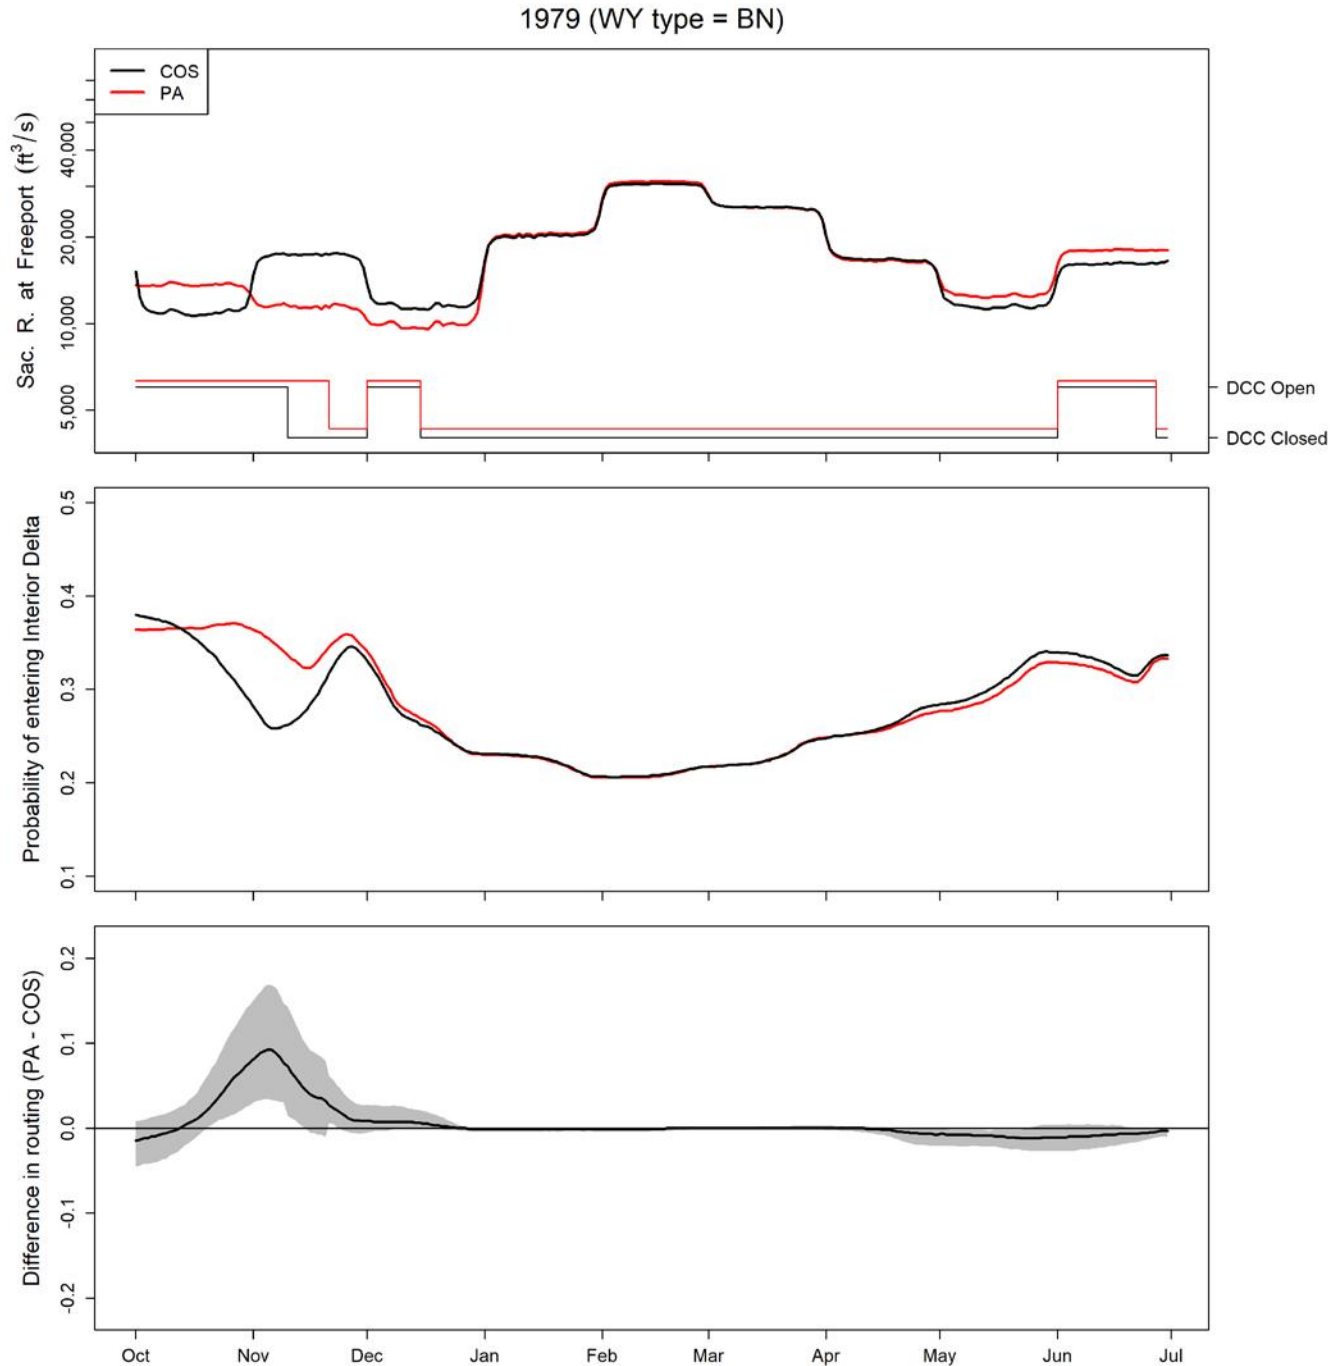 1979 (WY type = BN)
COS
PA
Sac. R. at Freeport (ft³/s)
40,000
20,000
10,000
5,000
DCC Open
DCC Closed
Probability of entering Interior Delta
0.5
0.4
0.3
0.2
0.1
Difference in routing (PA - COS)
0.2
0.1
0.0
-0.1
-0.2
Oct Nov Dec Jan Feb Mar Apr May Jun Jul